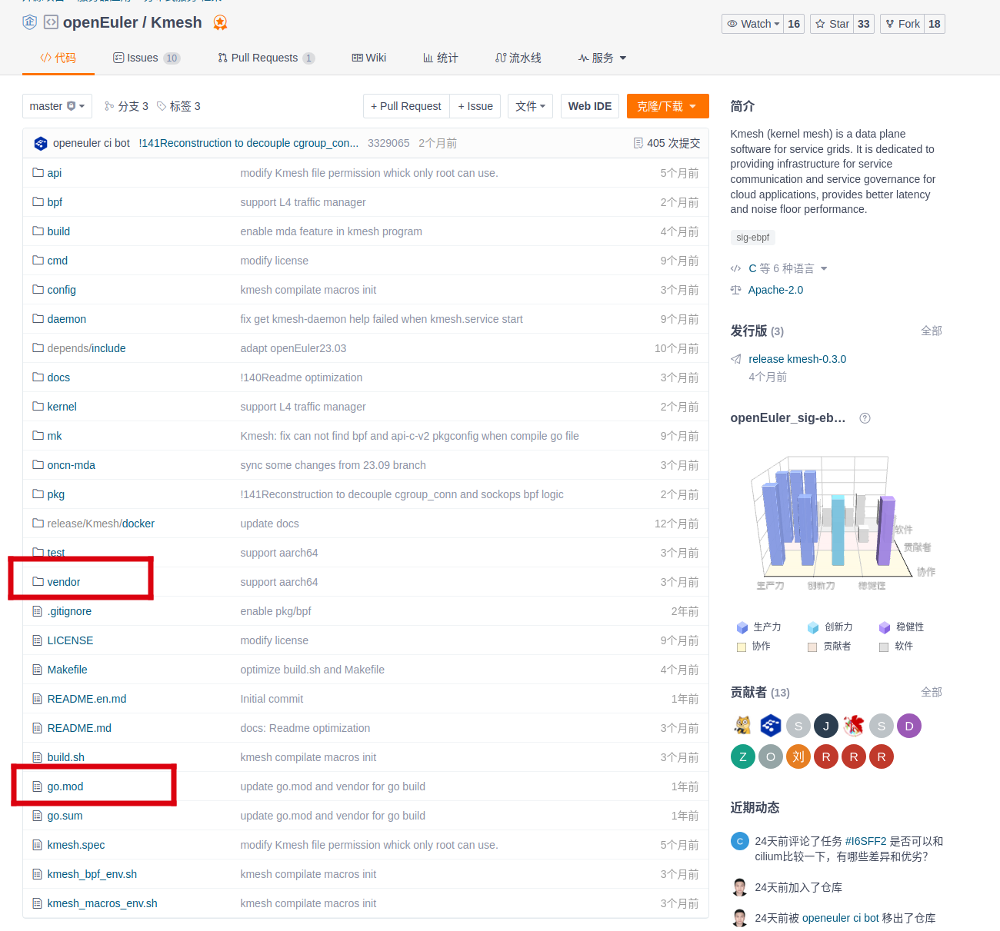 openEuler / Kmesh
Watch 16 Star 33 Fork 18
代码 Issues 10 Pull Requests 1 Wiki 统计 流水线 服务
master 分支 3 标签 3 + Pull Request + Issue 文件 Web IDE 克隆/下载
openeuler ci bot !141Reconstruction to decouple cgroup_con... 3329065 2个月前 405 次提交
api modify Kmesh file permission whick only root can use. 5个月前
bpf support L4 traffic manager 2个月前
build enable mda feature in kmesh program 4个月前
cmd modify license 9个月前
config kmesh compilate macros init 3个月前
daemon fix get kmesh-daemon help failed when kmesh.service start 9个月前
depends/include adapt openEuler23.03 10个月前
docs !140Readme optimization 3个月前
kernel support L4 traffic manager 2个月前
mk Kmesh: fix can not find bpf and api-c-v2 pkgconfig when compile go file 9个月前
oncn-mda sync some changes from 23.09 branch 3个月前
pkg !141Reconstruction to decouple cgroup_conn and sockops bpf logic 2个月前
release/Kmesh/docker update docs 12个月前
test support aarch64 3个月前
vendor support aarch64 3个月前
.gitignore enable pkg/bpf 2年前
LICENSE modify license 9个月前
Makefile optimize build.sh and Makefile 4个月前
README.en.md Initial commit 1年前
README.md docs: Readme optimization 3个月前
build.sh kmesh compilate macros init 3个月前
go.mod update go.mod and vendor for go build 1年前
go.sum update go.mod and vendor for go build 1年前
kmesh.spec modify Kmesh file permission whick only root can use. 5个月前
kmesh_bpf_env.sh kmesh compilate macros init 3个月前
kmesh_macros_env.sh kmesh compilate macros init 3个月前
简介
Kmesh (kernel mesh) is a data plane
software for service grids. It is dedicated to
providing infrastructure for service
communication and service governance for
cloud applications, provides better latency
and noise floor performance.
sig-ebpf
C 等 6 种语言
Apache-2.0
发行版 (3) 全部
release kmesh-0.3.0
4个月前
openEuler_sig-eb... ?
软件
贡献者
协作
生产力 创新力 稳健性
生产力 创新力 稳健性
协作 贡献者 软件
贡献者 (13) 全部
S J S D
Z O 刘 R R R
近期动态
C 24天前评论了任务 #I6SFF2 是否可以和
cilium比较一下，有哪些差异和优劣?
24天前加入了仓库
24天前被 openeuler ci bot 移出了仓库